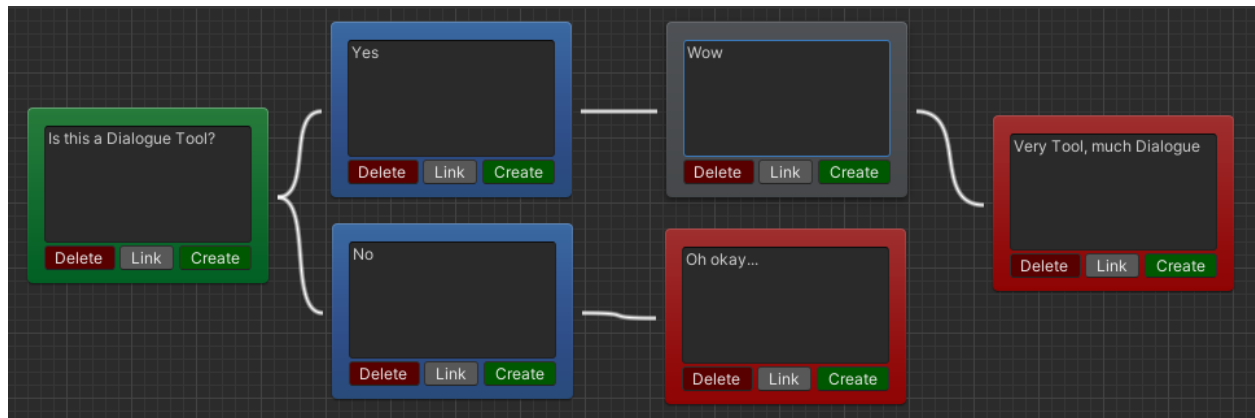 Is this a Dialogue Tool?
Delete Link Create
Yes
Delete Link Create
No
Delete Link Create
Wow
Delete Link Create
Oh okay...
Delete Link Create
Very Tool, much Dialogue
Delete Link Create